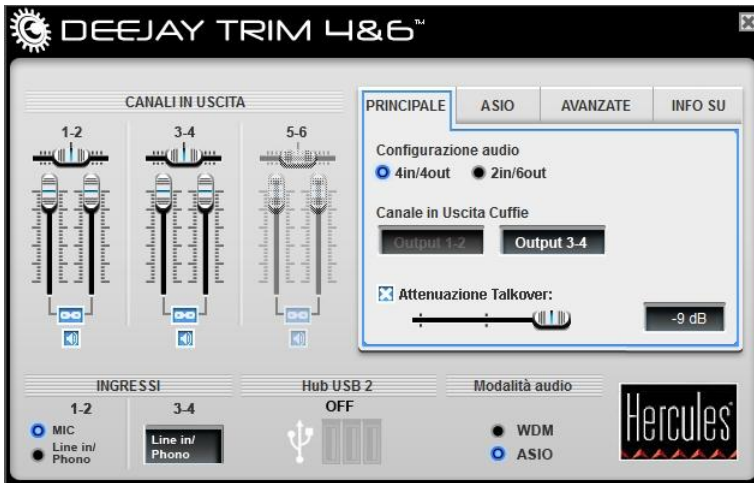 DEEJAY TRIM 4&6™
CANALI IN USCITA
1-2
3-4
5-6
PRINCIPALE
ASIO
AVANZATE
INFO SU
Configurazione audio
4in/4out
2in/6out
Canale in Uscita Cuffie
Output 1-2
Output 3-4
Attenuazione Talkover:
-9 dB
INGRESSI
1-2
3-4
MIC
Line in/
Phono
Line in/
Phono
Hub USB 2
OFF
Modalità audio
WDM
ASIO
Hercules